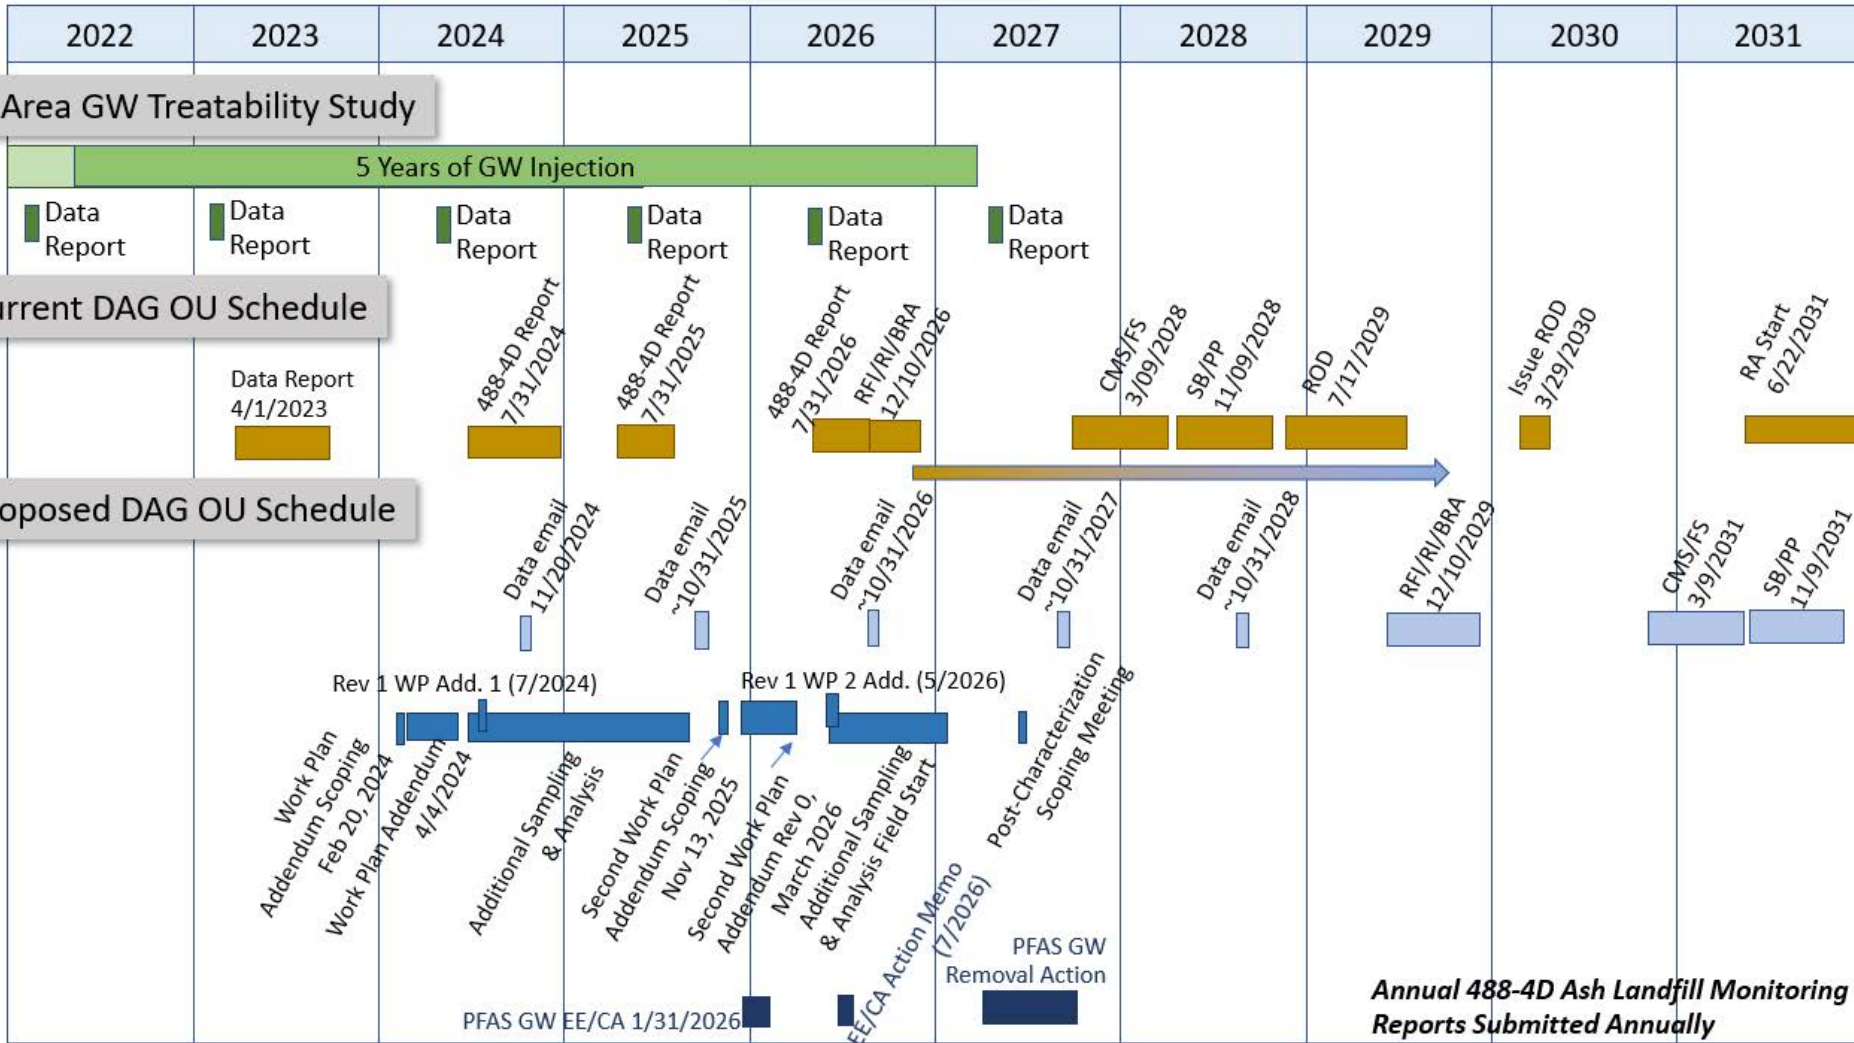 2022 2023 2024 2025 2026 2027 2028 2029 2030 2031
Area GW Treatability Study
5 Years of GW Injection
Data
Report
Data
Report
Data
Report
Data
Report
Data
Report
Data
Report
urrent DAG OU Schedule
Data Report
4/1/2023
488-4D Report
7/31/2024
488-4D Report
7/31/2025
488-4D Report
7/31/2026
RFI/RI/BRA
12/10/2026
CMS/FS
3/09/2028
SB/PP
11/09/2028
ROD
7/17/2029
Issue ROD
3/29/2030
RA Start
6/22/2031
oposed DAG OU Schedule
Data email
11/20/2024
Data email
~10/31/2025
Data email
~10/31/2026
Data email
~10/31/2027
Data email
~10/31/2028
RFI/RI/BRA
12/10/2029
CMS/FS
3/9/2031
SB/PP
11/9/2031
Rev 1 WP Add. 1 (7/2024)
Rev 1 WP 2 Add. (5/2026)
Work Plan
Addendum Scoping
Feb 20, 2024
Work Plan Addendum
4/4/2024
Additional Sampling
& Analysis
Second Work Plan
Addendum Scoping
Nov 13, 2025
Second Work Plan
Addendum Rev 0,
March 2026
Additional Sampling
& Analysis Field Start
Post-Characterization
Scoping Meeting
PFAS GW EE/CA 1/31/2026
EE/CA Action Memo
(7/2026)
PFAS GW
Removal Action
Annual 488-4D Ash Landfill Monitoring
Reports Submitted Annually